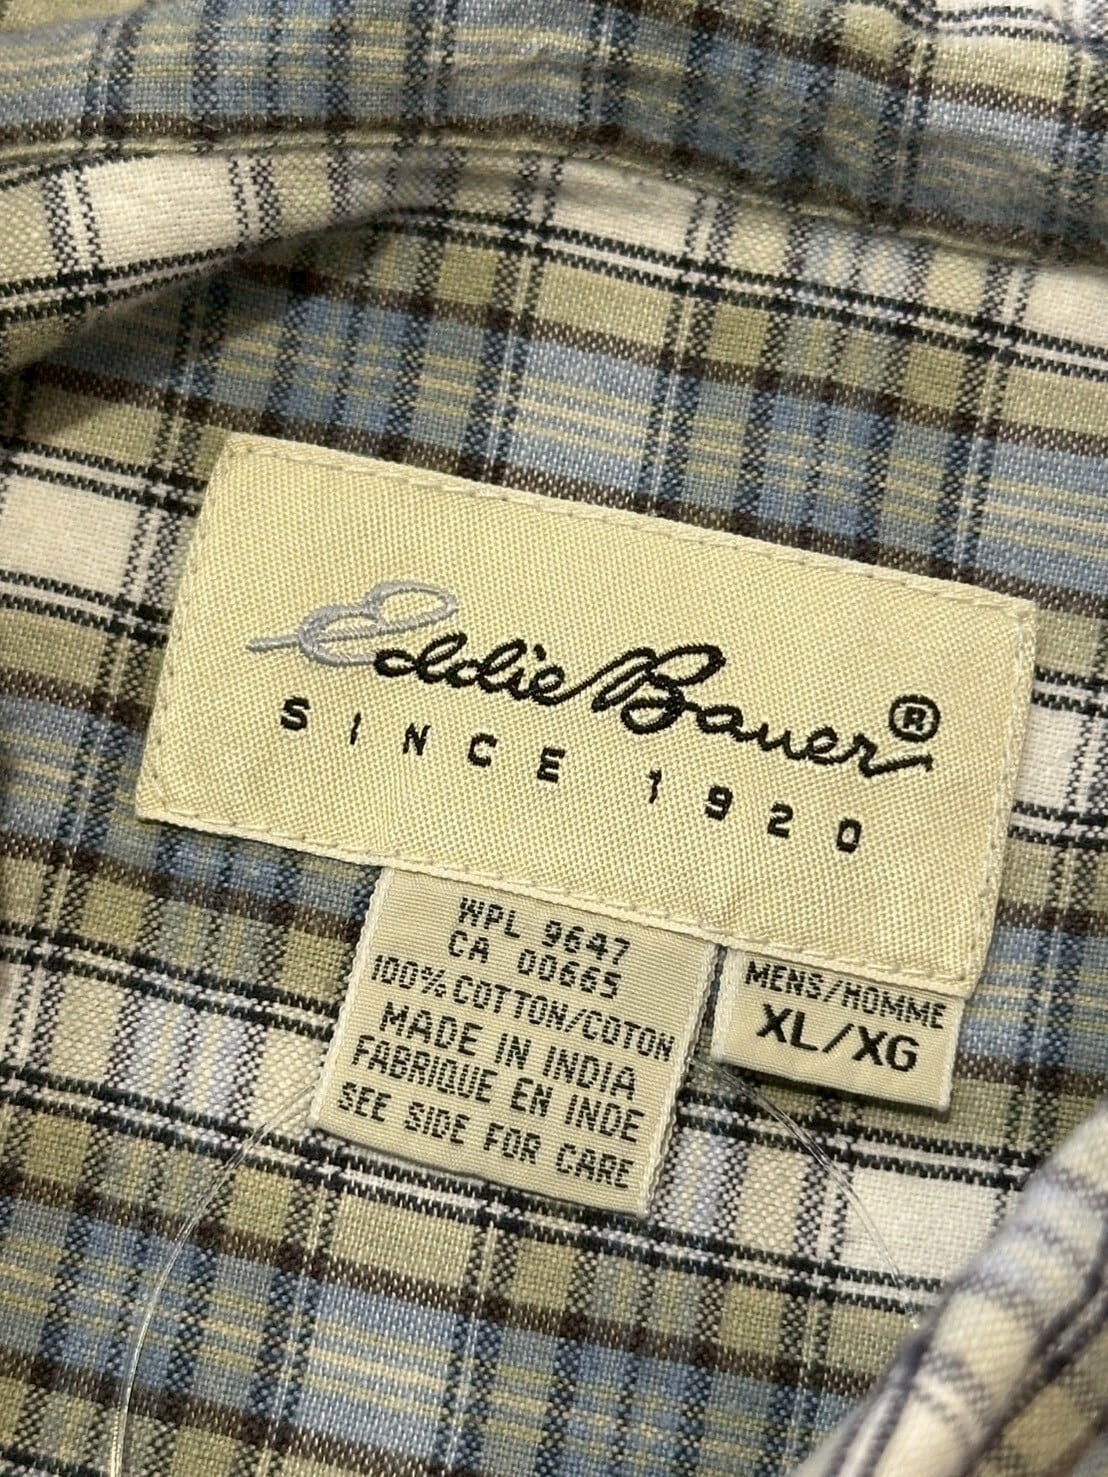 Eddie Bauer®
SINCE 1920
WPL 9647
CA 00665
100% COTTON/COTON
MADE IN INDIA
FABRIQUE EN INDE
SEE SIDE FOR CARE
MENS/HOMME
XL/XG